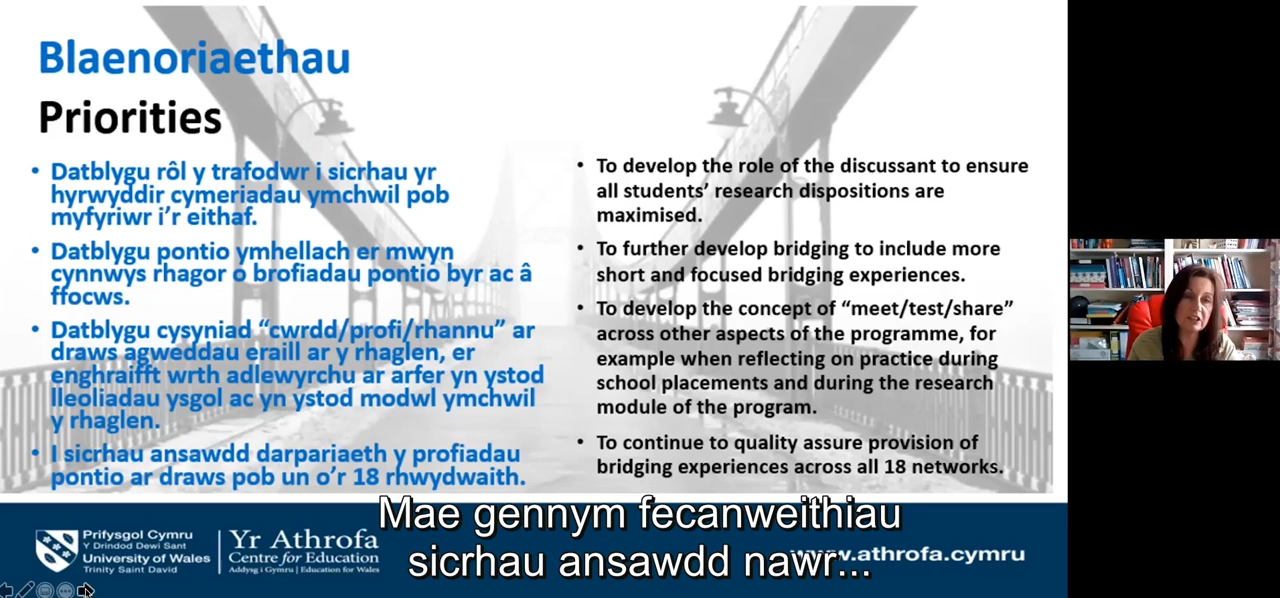 Blaenoriaethau
Priorities
• Datblygu rôl y trafodwr i sicrhau yr
hyrwyddir cymeriadau ymchwil pob
myfyriwr i'r eithaf.
• Datblygu pontio ymhellach er mwyn
cynnwys rhagor o brofiadau pontio byr ac â
ffocws.
• Datblygu cysyniad “cwrdd/profi/rhannu” ar
draws agweddau eraill ar y rhaglen, er
enghraifft wrth adlewyrchu ar arfer yn ystod
lleoliadau ysgol ac yn ystod modwl ymchwil
y rhaglen.
• I sicrhau ansawdd darpariaeth y profiadau
pontio ar draws pob un o'r 18 rhwydwaith.
• To develop the role of the discussant to ensure
all students' research dispositions are
maximised.
• To further develop bridging to include more
short and focused bridging experiences.
• To develop the concept of “meet/test/share”
across other aspects of the programme, for
example when reflecting on practice during
school placements and during the research
module of the program.
• To continue to quality assure provision of
bridging experiences across all 18 networks.
Mae gennym fecanweithiau
sicrhau ansawdd nawr...
Prifysgol Cymru
Y Drindod Dewi Sant
University of Wales
Trinity Saint David
Yr Athrofa
Centre for Education
Addysg i Gymru | Education for Wales
www.athrofa.cymru